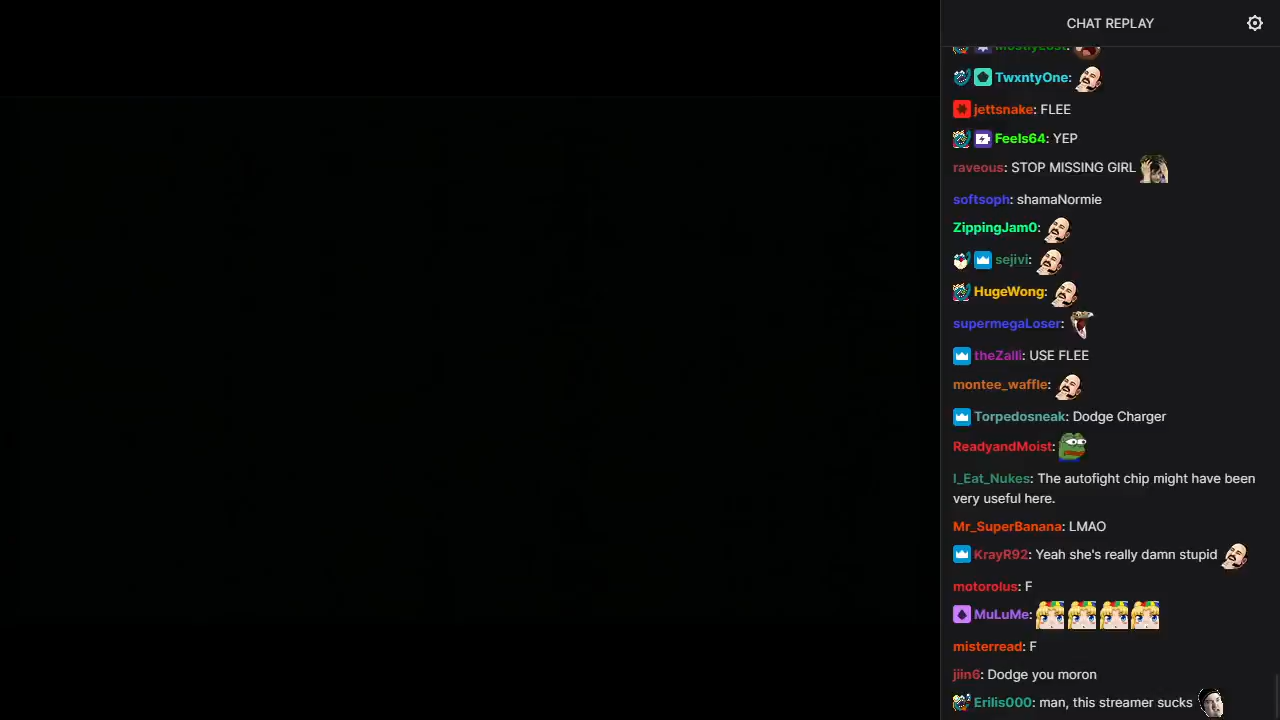 CHAT REPLAY
MostlyLost:
TwxntyOne:
jettsnake: FLEE
Feels64: YEP
raveous: STOP MISSING GIRL
softsoph: shamaNormie
ZippingJam0:
sejivi:
HugeWong:
supermegaLoser:
theZalli: USE FLEE
montee_waffle:
Torpedosneak: Dodge Charger
ReadyandMoist:
I_Eat_Nukes: The autofight chip might have been
very useful here.
Mr_SuperBanana: LMAO
KrayR92: Yeah she's really damn stupid
motorolus: F
MuLuMe:
misterread: F
jiin6: Dodge you moron
Erilis000: man, this streamer sucks